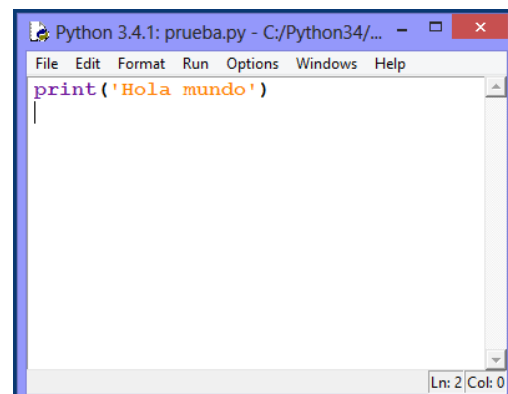 Python 3.4.1: prueba.py - C:/Python34/...
File Edit Format Run Options Windows Help
print('Hola mundo')
Ln: 2 Col: 0